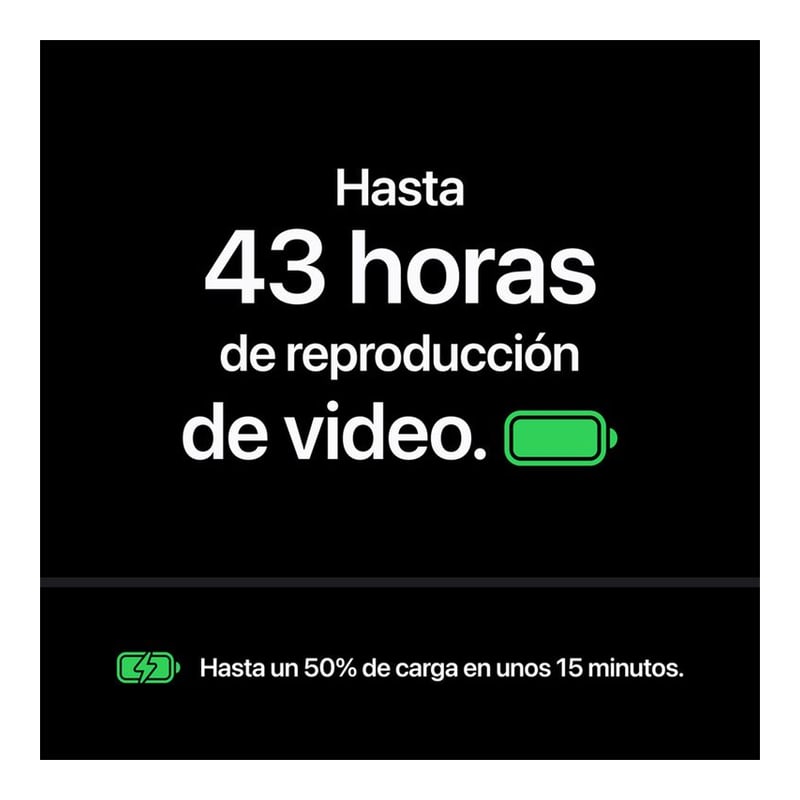 Hasta
43 horas
de reproducción
de video.
Hasta un 50% de carga en unos 15 minutos.